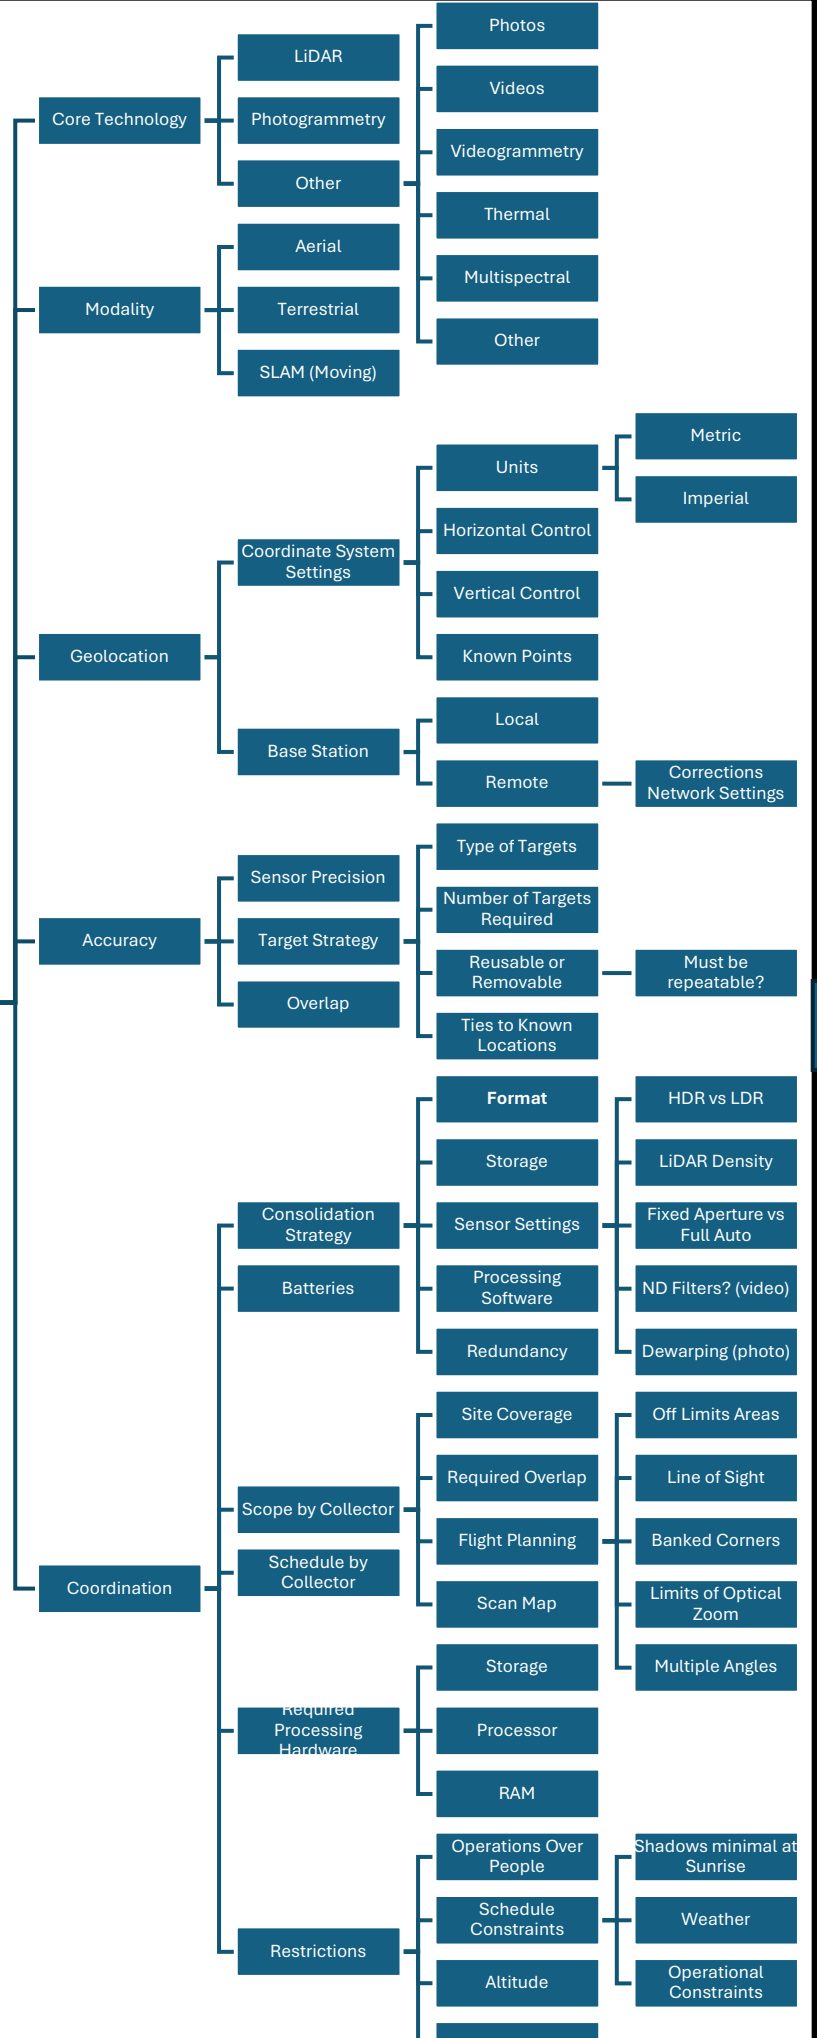 Photos
LiDAR
Videos
Core Technology
Photogrammetry
Videogrammetry
Other
Thermal
Aerial
Multispectral
Modality
Terrestrial
Other
SLAM (Moving)
Metric
Units
Imperial
Horizontal Control
Coordinate System
Settings
Vertical Control
Geolocation
Known Points
Local
Base Station
Remote
Corrections
Network Settings
Type of Targets
Sensor Precision
Number of Targets
Required
Accuracy
Target Strategy
Reusable or
Removable
Must be
repeatable?
Overlap
Ties to Known
Locations
Format
HDR vs LDR
Storage
LiDAR Density
Consolidation
Strategy
Sensor Settings
Fixed Aperture vs
Full Auto
Batteries
Processing
Software
ND Filters? (video)
Redundancy
Dewarping (photo)
Site Coverage
Off Limits Areas
Required Overlap
Line of Sight
Scope by Collector
Flight Planning
Banked Corners
Coordination
Schedule by
Collector
Scan Map
Limits of Optical
Zoom
Storage
Multiple Angles
Required
Processing
Hardware
Processor
RAM
Operations Over
People
Shadows minimal at
Sunrise
Schedule
Constraints
Weather
Restrictions
Altitude
Operational
Constraints